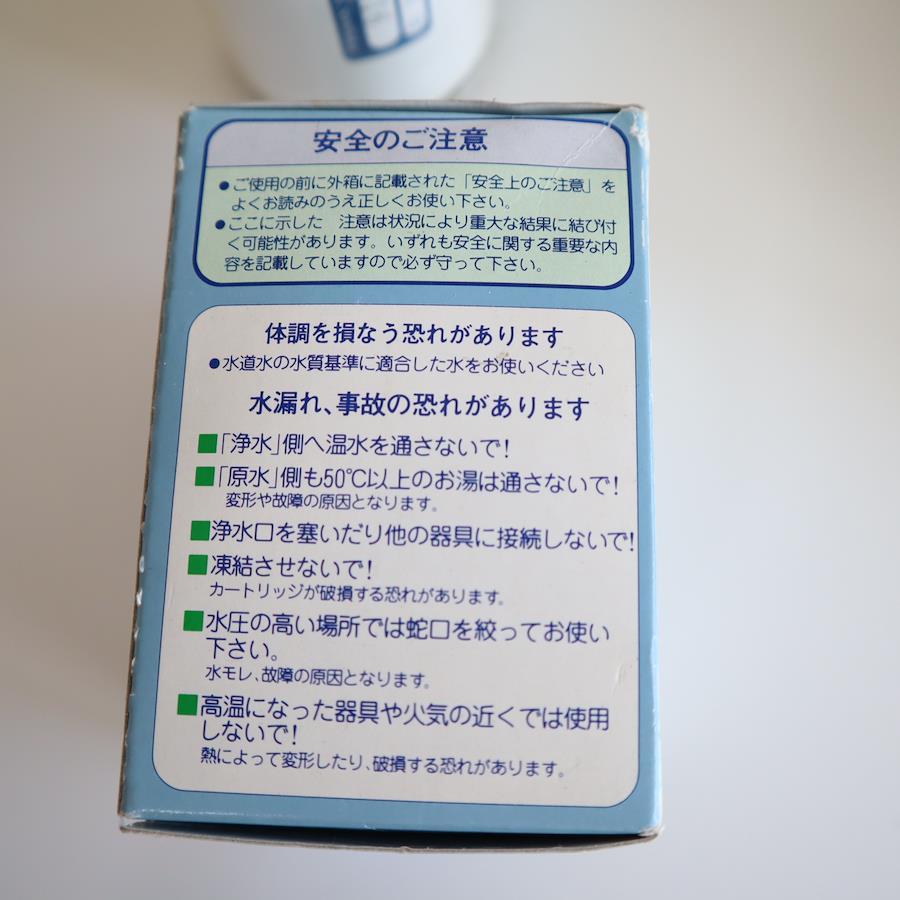 安全のご注意
●ご使用の前に外箱に記載された「安全上のご注意」を
よくお読みのうえ正しくお使い下さい。
●ここに示した　注意は状況により重大な結果に結び付
く可能性があります。いずれも安全に関する重要な内
容を記載していますので必ず守って下さい。
体調を損なう恐れがあります
●水道水の水質基準に適合した水をお使いください
水漏れ、事故の恐れがあります
■「浄水」側へ温水を通さないで!
■「原水」側も50℃以上のお湯は通さないで!
変形や故障の原因となります。
■浄水口を塞いだり他の器具に接続しないで!
■凍結させないで!
カートリッジが破損する恐れがあります。
■水圧の高い場所では蛇口を絞ってお使い
下さい。
水モレ、故障の原因となります。
■高温になった器具や火気の近くでは使用
しないで!
熱によって変形したり、破損する恐れがあります。